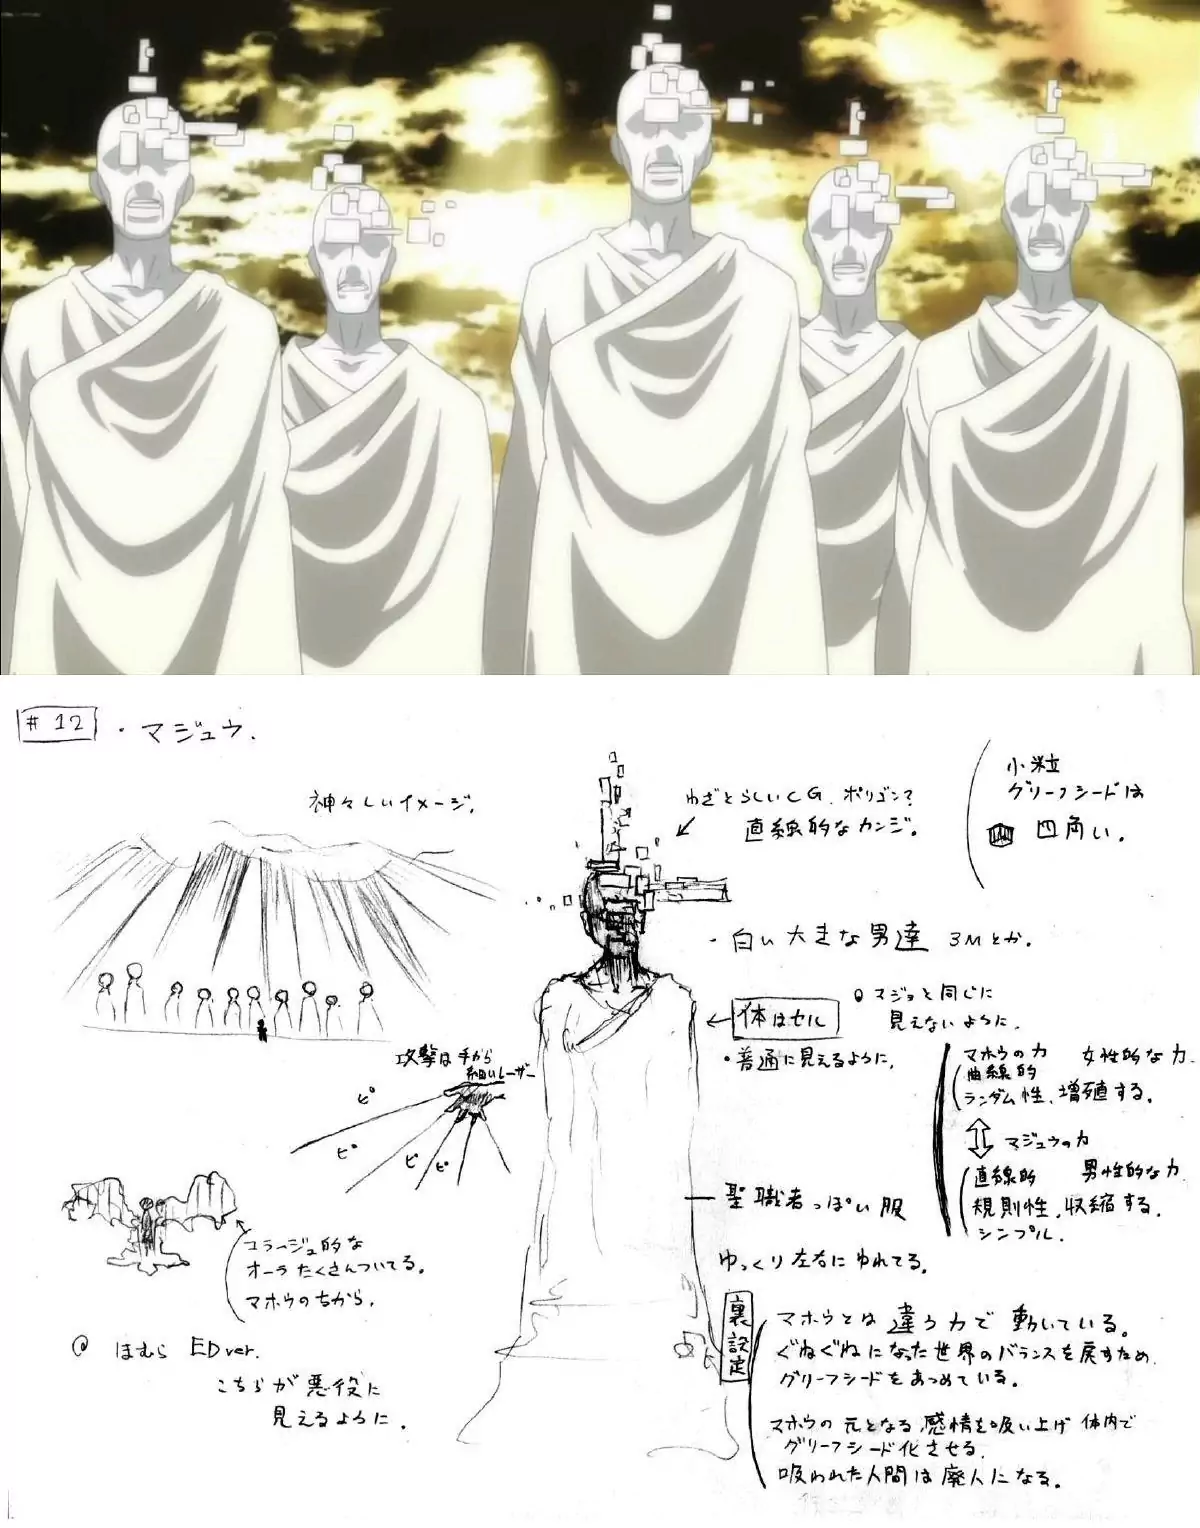 #12 ・マジュウ.
神々しいイメージ.
わざとらしいCG.ポリゴン?
直線的なカンジ。
小粒
グリーフシードは
四角い.
・白い大きな男達 3Mとか.
体はセル
・普通に見えるように.
◎マジョと同じに
見えないように.
攻撃は手から
細いレーザー
ピ
ピ
ピ
ピ
マホウの力 女性的な力.
曲線的
ランダム性、増殖する。
マジュウの力
直線的 男性的な力
規則性.収縮する.
シンプル.
聖職者っぽい服
ゆっくり左右にゆれてる.
コラージュ的な
オーラたくさんついてる。
マホウのちから.
◎ ほむら EDver.
こちらが悪役に
見えるように.
裏設定
マホウとは違う力で動いている。
ぐねぐねになった世界のバランスを戻すため.
グリーフシードをあつめている。
マホウの元となる感情を吸い上げ体内で
グリーフシード化させる.
吸われた人間は廃人になる.